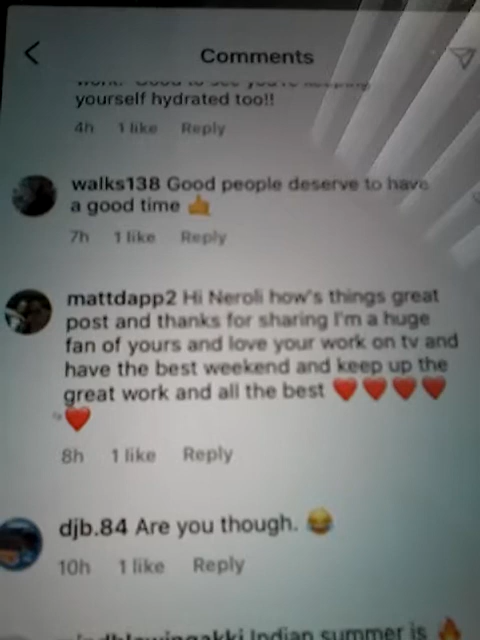 Comments
yourself hydrated too!!
4h 1 like Reply
walks138 Good people deserve to have
a good time 👍
7h 1 like Reply
mattdapp2 Hi Neroli how's things great
post and thanks for sharing I'm a huge
fan of yours and love your work on tv and
have the best weekend and keep up the
great work and all the best ❤️❤️❤️❤️
❤️
8h 1 like Reply
djb.84 Are you though. 😂
10h 1 like Reply
Indian summer is 🔥